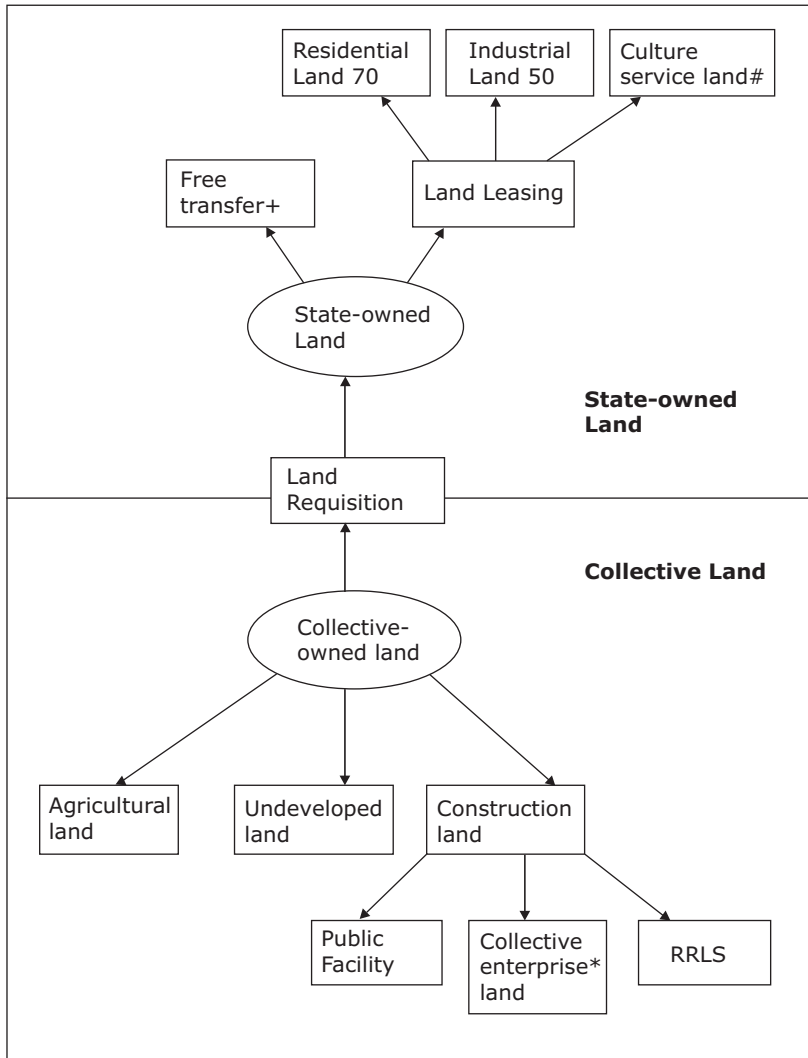 Residential
Land 70
Industrial
Land 50
Culture
service land#
Free
transfer+
Land Leasing
State-owned
Land
State-owned
Land
Land
Requisition
Collective Land
Collective-
owned land
Agricultural
land
Undeveloped
land
Construction
land
Public
Facility
Collective
enterprise*
land
RRLS